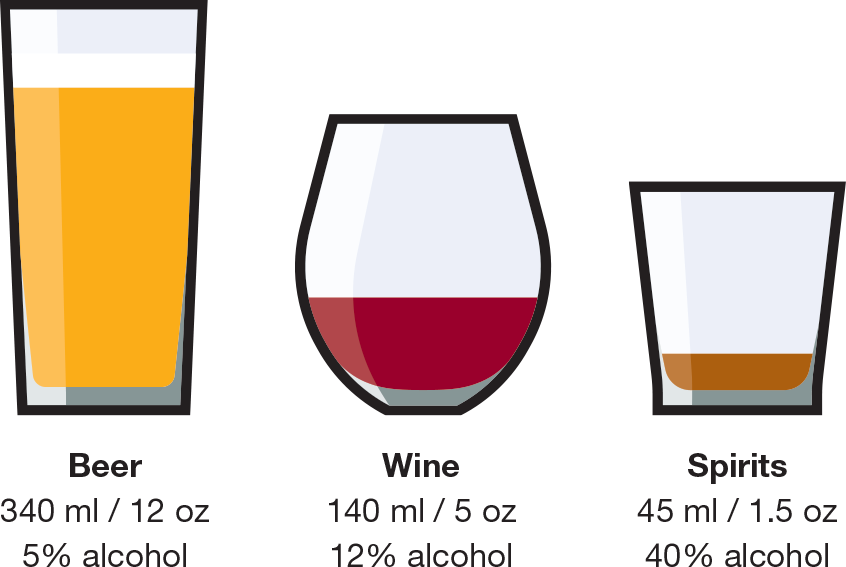 Beer
340 ml / 12 oz
5% alcohol
Wine
140 ml / 5 oz
12% alcohol
Spirits
45 ml / 1.5 oz
40% alcohol